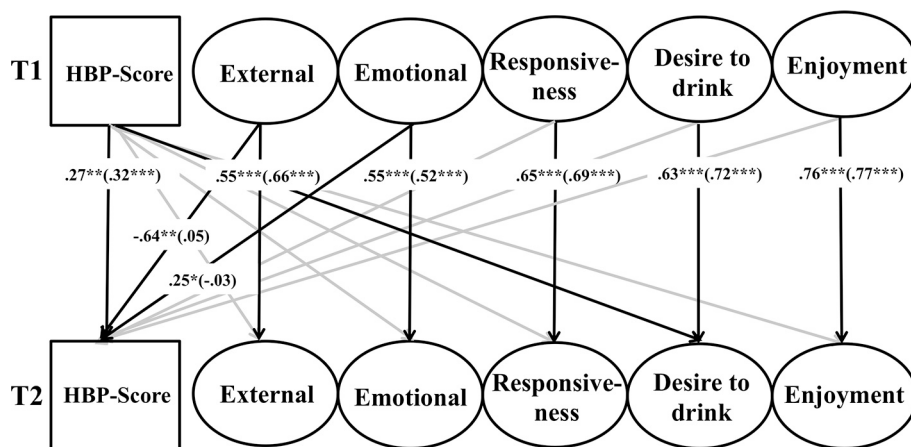 T1
HBP-Score
External
Emotional
Responsive-
ness
Desire to
drink
Enjoyment
.27**(.32***)
.55***(.66***)
.55***(.52***)
.65***(.69***)
.63***(.72***)
.76***(.77***)
-.64**(.05)
.25*(-.03)
T2
HBP-Score
External
Emotional
Responsive-
ness
Desire to
drink
Enjoyment